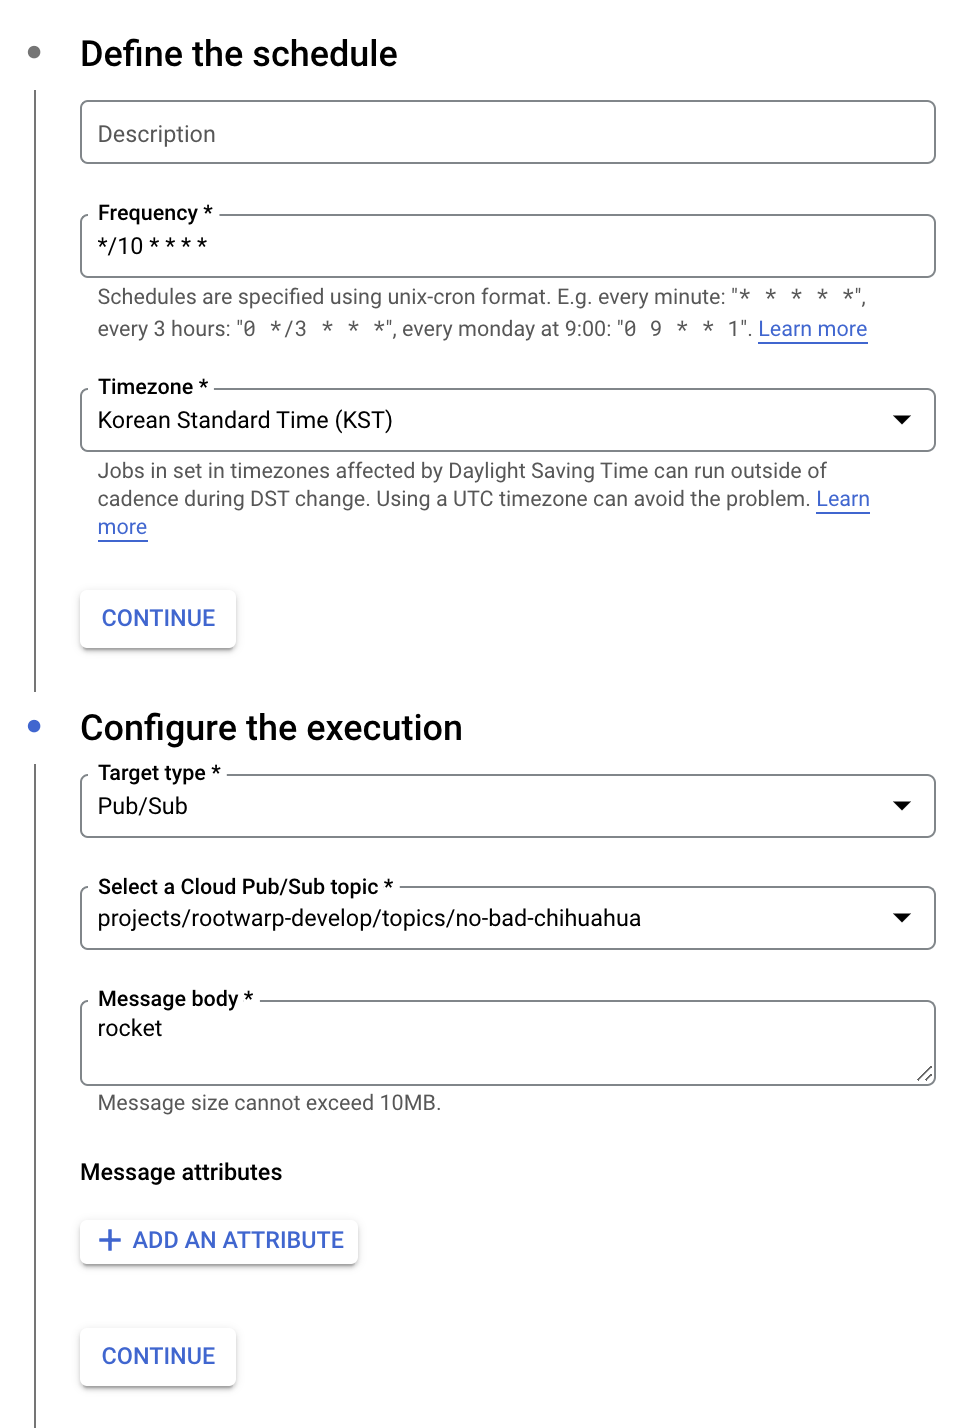 Define the schedule
Description
Frequency *
*/10 * * * *
Schedules are specified using unix-cron format. E.g. every minute: "* * * * *",
every 3 hours: "0 */3 * * *", every monday at 9:00: "0 9 * * 1". Learn more
Timezone *
Korean Standard Time (KST)
Jobs in set in timezones affected by Daylight Saving Time can run outside of
cadence during DST change. Using a UTC timezone can avoid the problem. Learn
more
CONTINUE
Configure the execution
Target type *
Pub/Sub
Select a Cloud Pub/Sub topic *
projects/rootwarp-develop/topics/no-bad-chihuahua
Message body *
rocket
Message size cannot exceed 10MB.
Message attributes
+ ADD AN ATTRIBUTE
CONTINUE